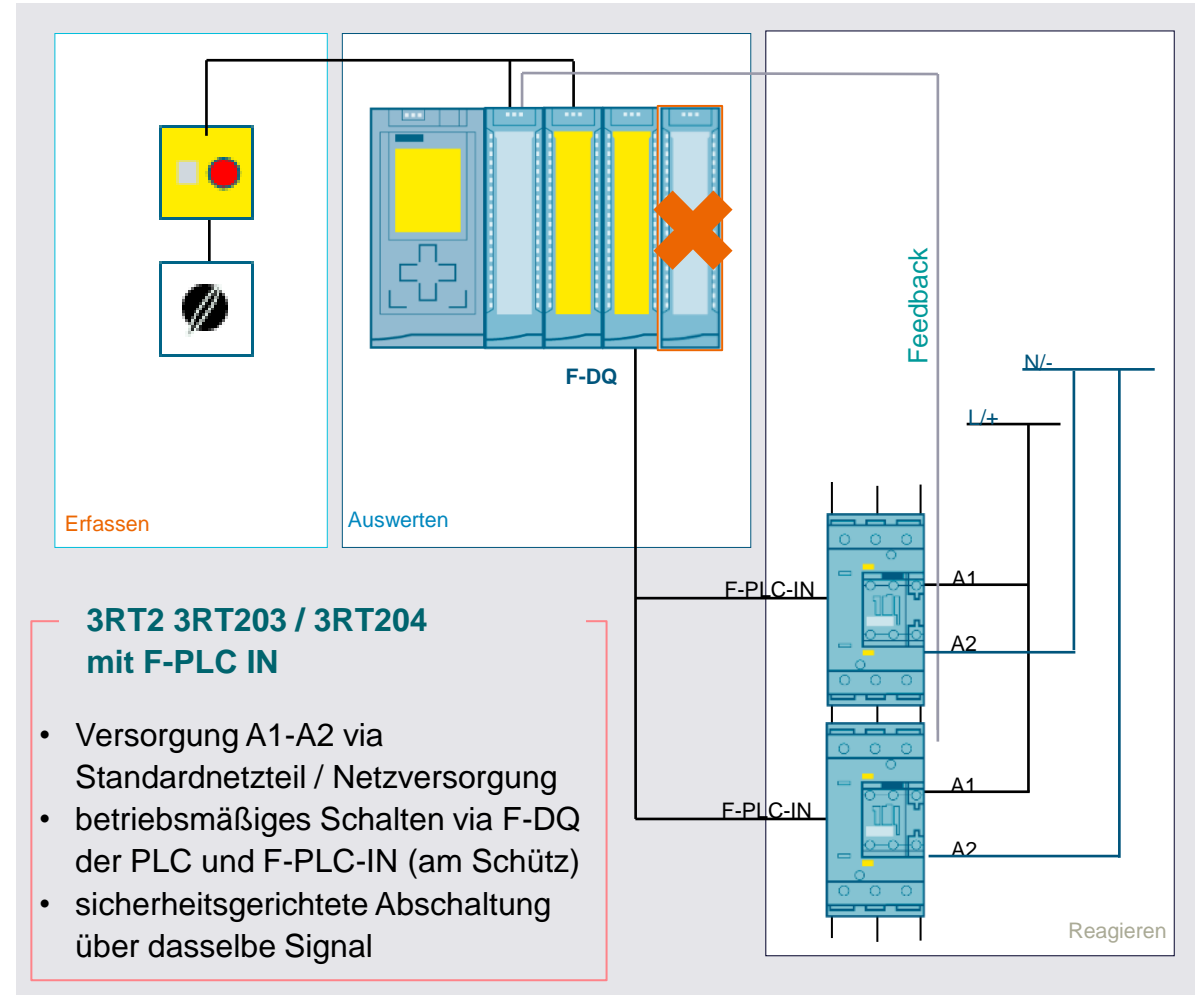 F-DQ
Feedback
N/-
L/+
Erfassen
Auswerten
F-PLC-IN
A1
A2
3RT2 3RT203 / 3RT204
mit F-PLC IN
• Versorgung A1-A2 via
Standardnetzteil / Netzversorgung
• betriebsmäßiges Schalten via F-DQ
der PLC und F-PLC-IN (am Schütz)
• sicherheitsgerichtete Abschaltung
über dasselbe Signal
F-PLC-IN
A1
A2
Reagieren